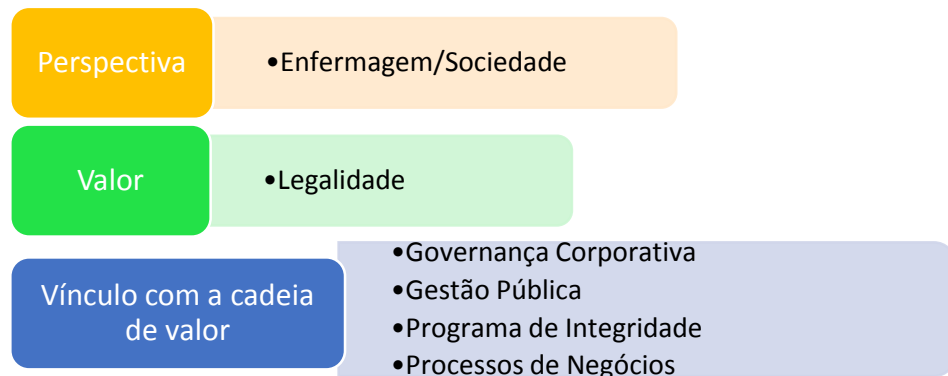 Perspectiva
•Enfermagem/Sociedade
Valor
•Legalidade
Vínculo com a cadeia
de valor
•Governança Corporativa
•Gestão Pública
•Programa de Integridade
•Processos de Negócios